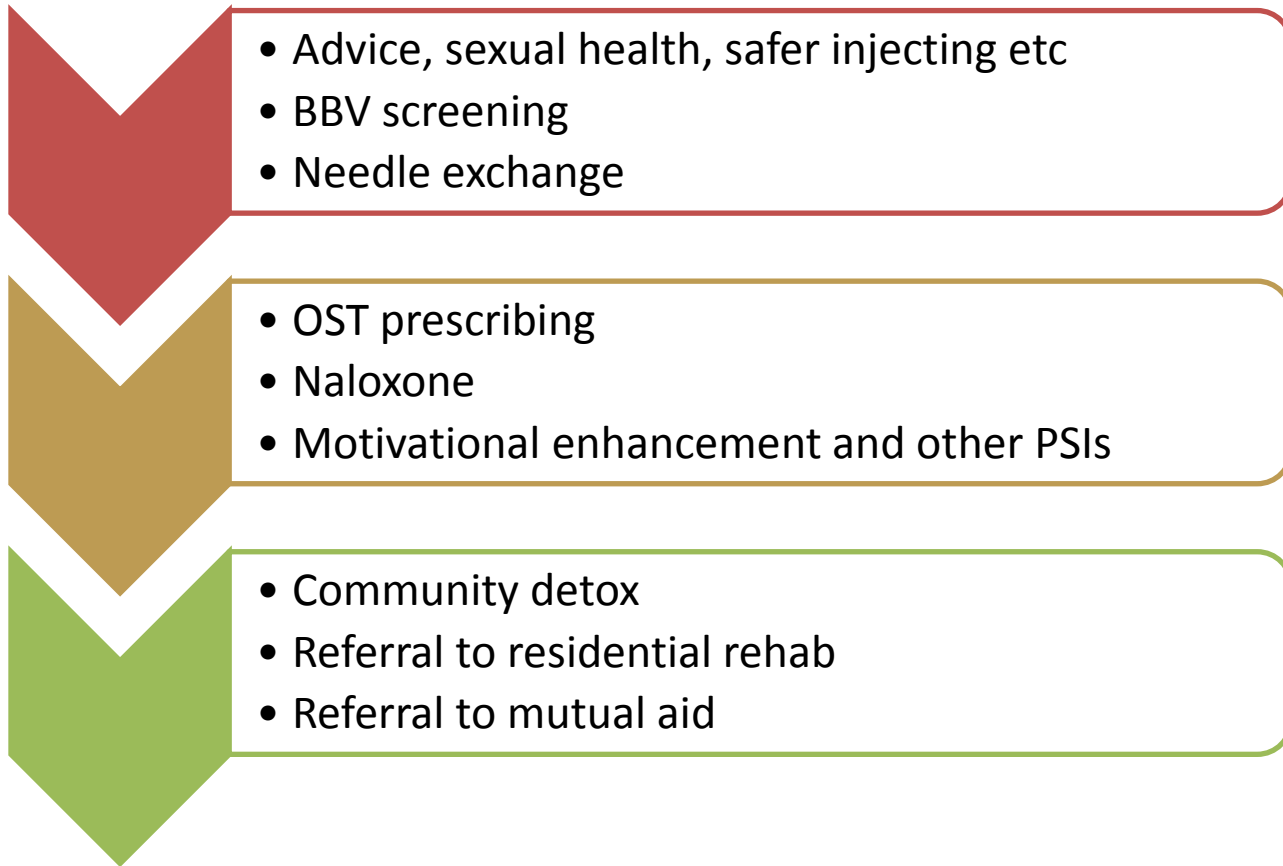 • Advice, sexual health, safer injecting etc
• BBV screening
• Needle exchange
• OST prescribing
• Naloxone
• Motivational enhancement and other PSIs
• Community detox
• Referral to residential rehab
• Referral to mutual aid